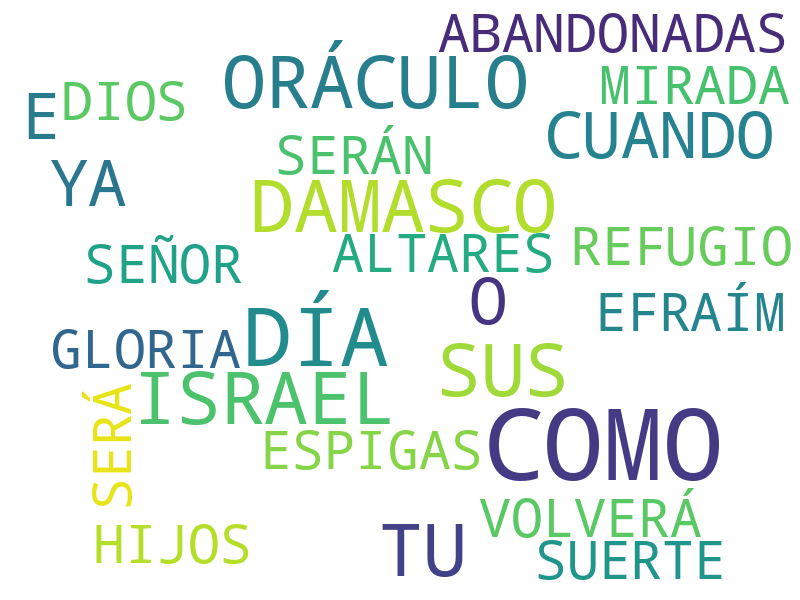 ABANDONADAS
ORÁCULO
MIRADA
DIOS
E
CUANDO
SERÁN
YA
DAMASCO
SEÑOR
ALTARES
REFUGIO
O
EFRAÍM
DÍA
GLORIA
SUS
ISRAEL
SERÁ
COMO
ESPIGAS
VOLVERÁ
HIJOS
TU
SUERTE